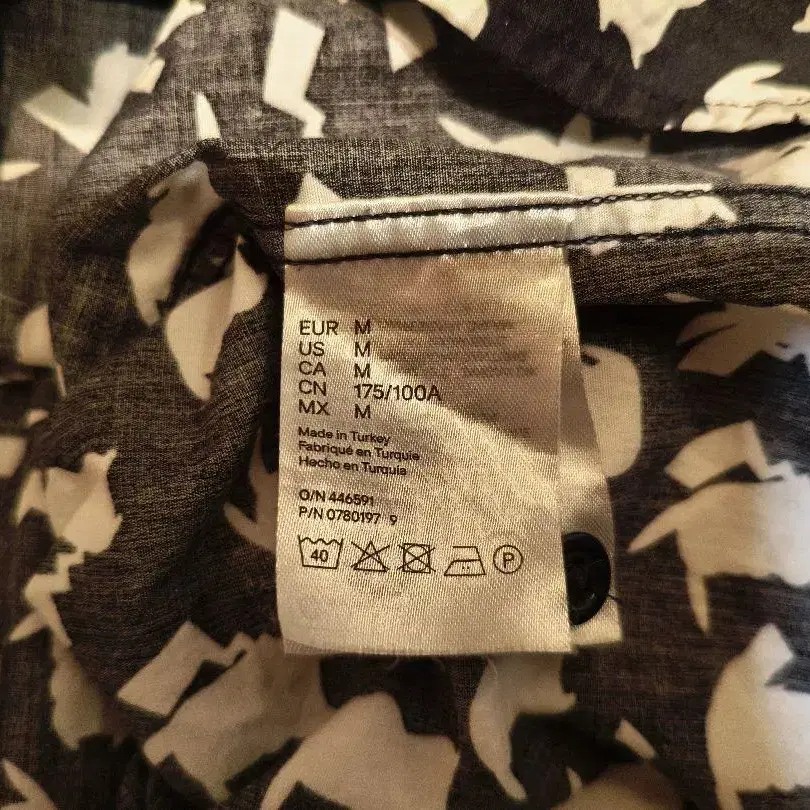 EUR M
US M
CA M
CN 175/100A
MX M
Made in Turkey
Fabriqué en Turquie
Hecho en Turquia
O/N 446591
P/N 0780197 9
40
P